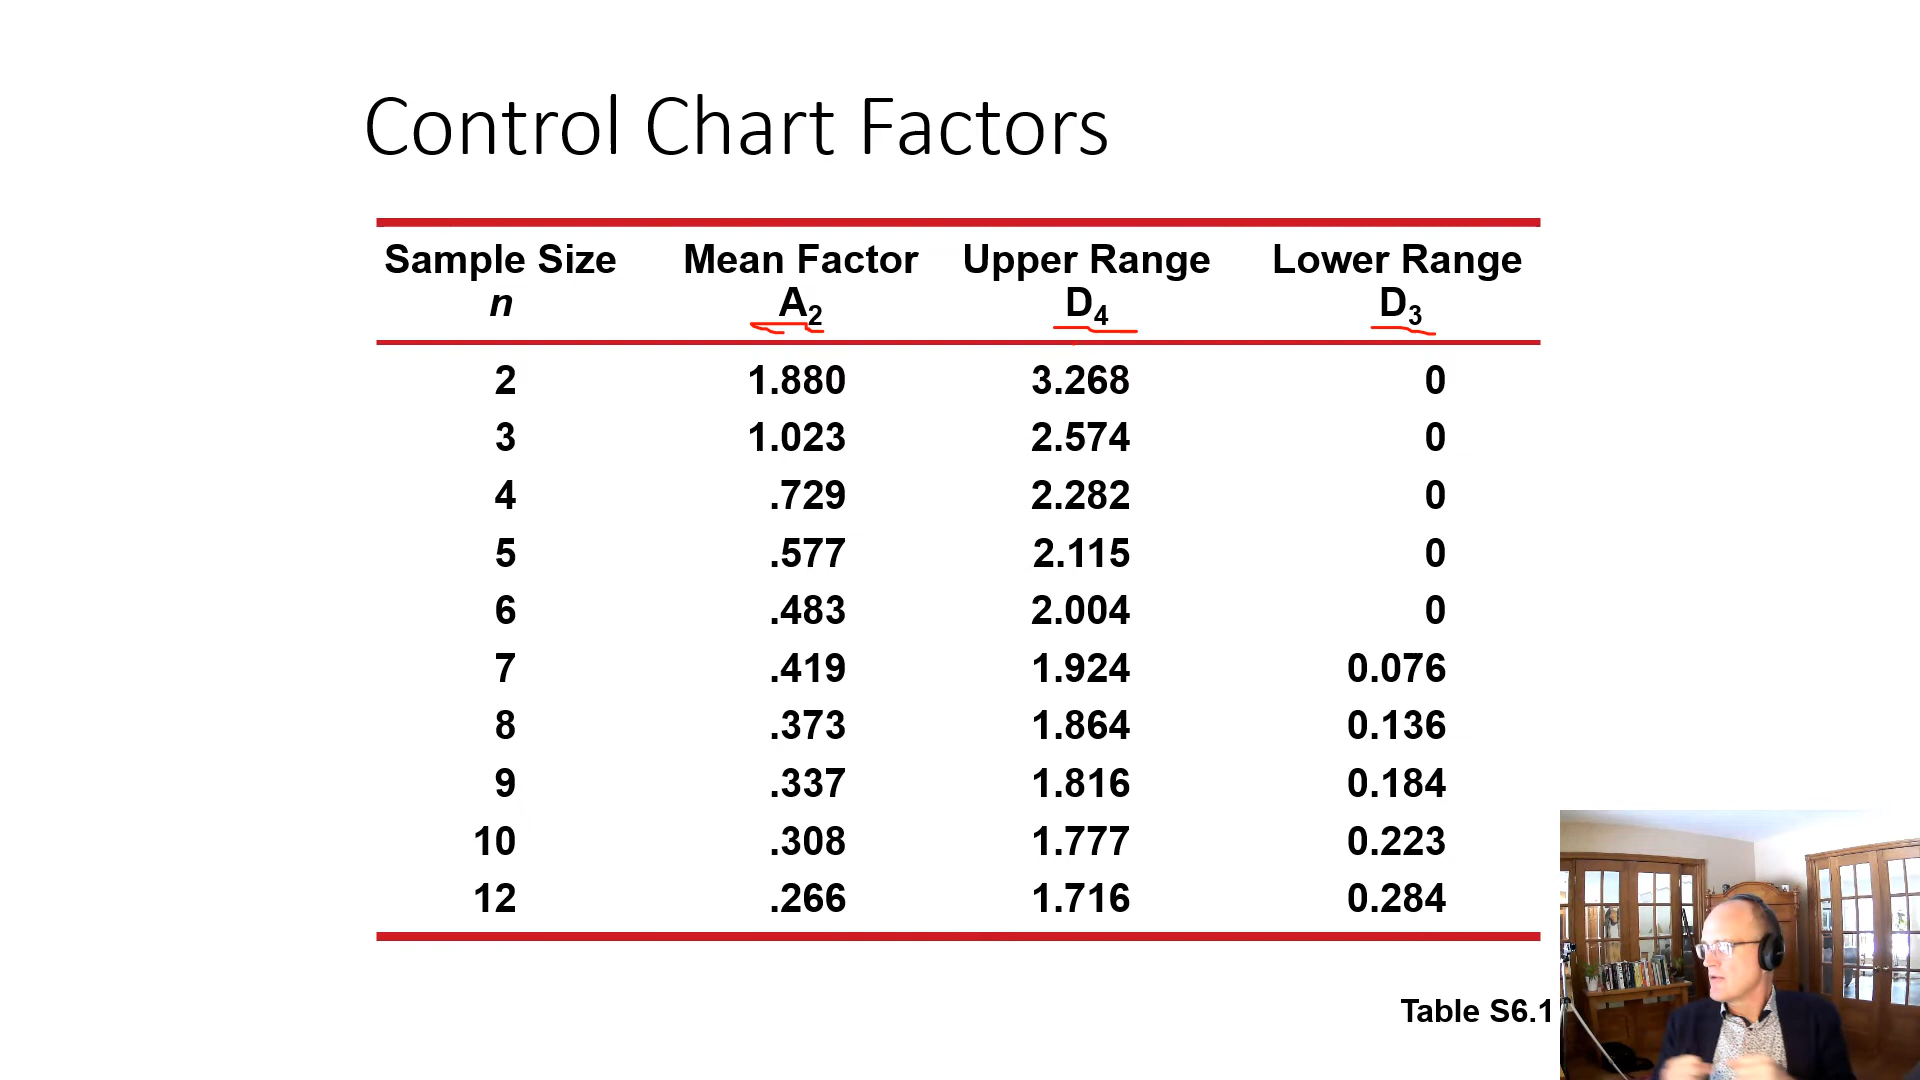 Control Chart Factors
Sample Size Mean Factor Upper Range Lower Range
n A2 D4 D3
2 1.880 3.268 0
3 1.023 2.574 0
4 .729 2.282 0
5 .577 2.115 0
6 .483 2.004 0
7 .419 1.924 0.076
8 .373 1.864 0.136
9 .337 1.816 0.184
10 .308 1.777 0.223
12 .266 1.716 0.284
Table S6.1